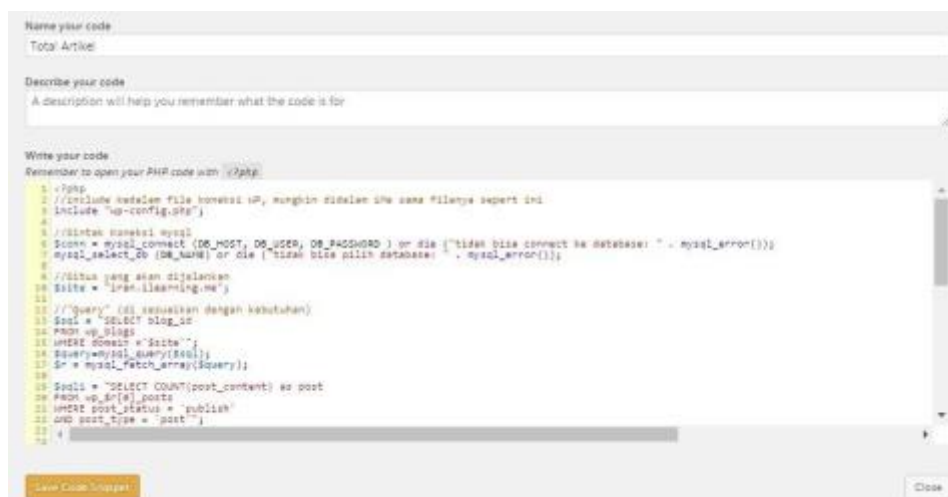 Name your code
Total Artikel
Describe your code
A description will help you remember what the code is for
Write your code
Remember to open your PHP code with <?php
1 <?php
2 //include kedalam file koneksi WP, mungkin didalam iMe sama filenya sepert ini
3 include "wp-config.php";
4
5 //Sintak koneksi mysql
6 $conn = mysql_connect (DB_HOST, DB_USER, DB_PASSWORD ) or die ("tidak bisa connect ke database: " . mysql_error());
7 mysql_select_db (DB_NAME) or die ("tidak bisa pilih database: " . mysql_error());
8
9 //Situs yang akan dijalankan
10 $site = "iren.ilearning.me";
11
12 //"Query" (di sesuaikan dengan kebutuhan)
13 $sql = "SELECT blog_id
14 FROM wp_blogs
15 WHERE domain ='$site'";
16 $query=mysql_query($sql);
17 $r = mysql_fetch_array($query);
18
19 $sql1 = "SELECT COUNT(post_content) as post
20 FROM wp_$r[0]_posts
21 WHERE post_status = 'publish'
22 AND post_type = 'post'";
23
Save Code Snippet
Close